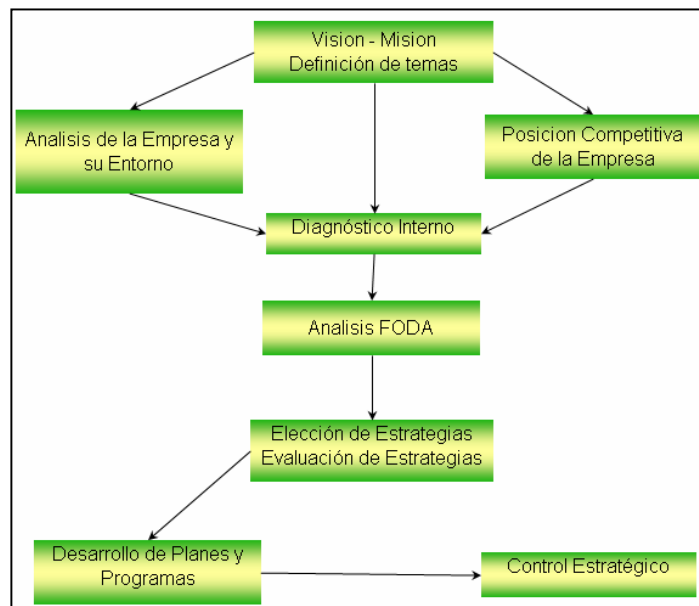 Vision - Mision
Definición de temas
Analisis de la Empresa y
su Entorno
Posicion Competitiva
de la Empresa
Diagnóstico Interno
Analisis FODA
Elección de Estrategias
Evaluación de Estrategias
Desarrollo de Planes y
Programas
Control Estratégico